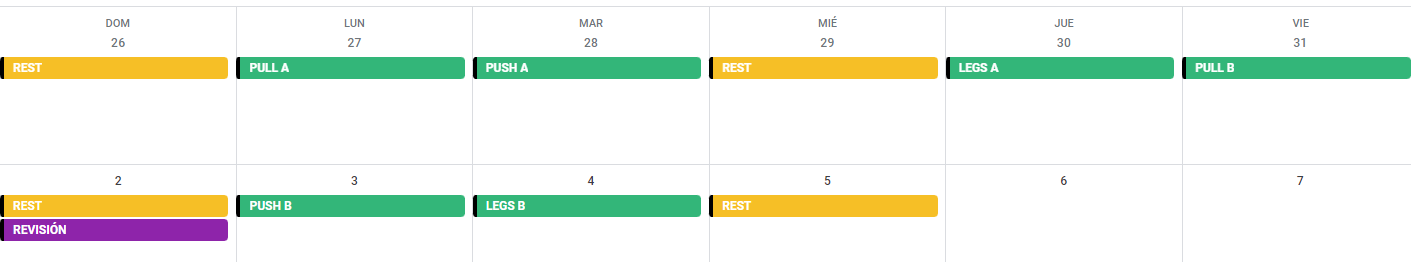 DOM LUN MAR MIÉ JUE VIE
26 27 28 29 30 31
REST PULL A PUSH A REST LEGS A PULL B
2 3 4 5 6 7
REST PUSH B LEGS B REST
REVISIÓN